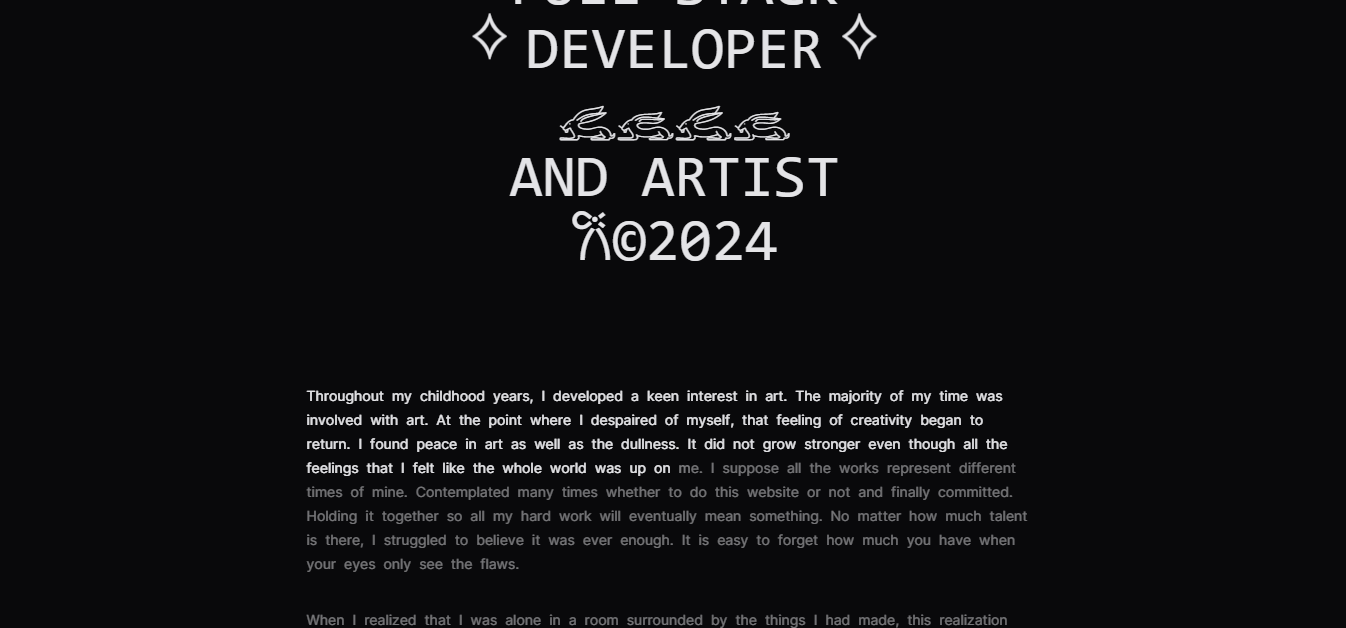 FULL STACK
✧ DEVELOPER ✧
𓃹𓃹𓃹𓃹
AND ARTIST
𐙚©2024
Throughout my childhood years, I developed a keen interest in art. The majority of my time was
involved with art. At the point where I despaired of myself, that feeling of creativity began to
return. I found peace in art as well as the dullness. It did not grow stronger even though all the
feelings that I felt like the whole world was up on me. I suppose all the works represent different
times of mine. Contemplated many times whether to do this website or not and finally committed.
Holding it together so all my hard work will eventually mean something. No matter how much talent
is there, I struggled to believe it was ever enough. It is easy to forget how much you have when
your eyes only see the flaws.
When I realized that I was alone in a room surrounded by the things I had made, this realization